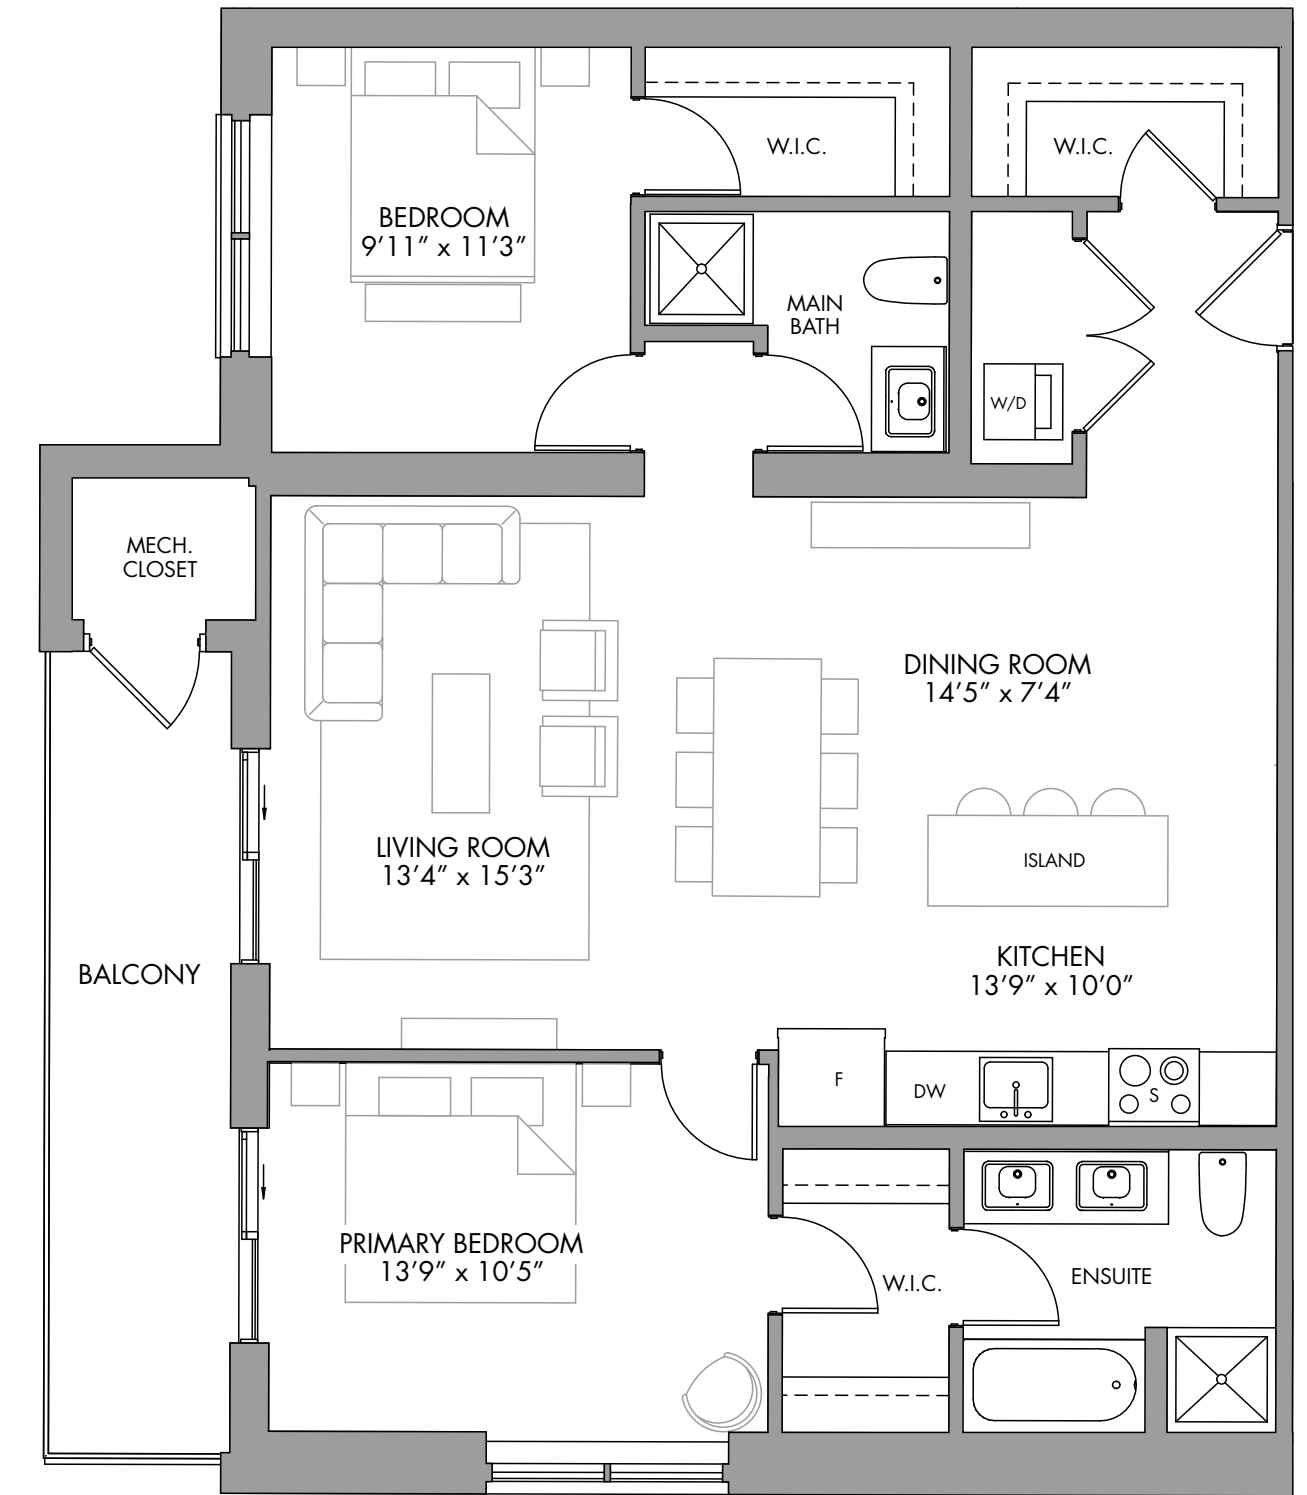 W.I.C.
W.I.C.
BEDROOM
9'11" x 11'3"
MAIN
BATH
W/D
MECH.
CLOSET
DINING ROOM
14'5" x 7'4"
LIVING ROOM
13'4" x 15'3"
ISLAND
KITCHEN
13'9" x 10'0"
BALCONY
F
DW
S
PRIMARY BEDROOM
13'9" x 10'5"
W.I.C.
ENSUITE